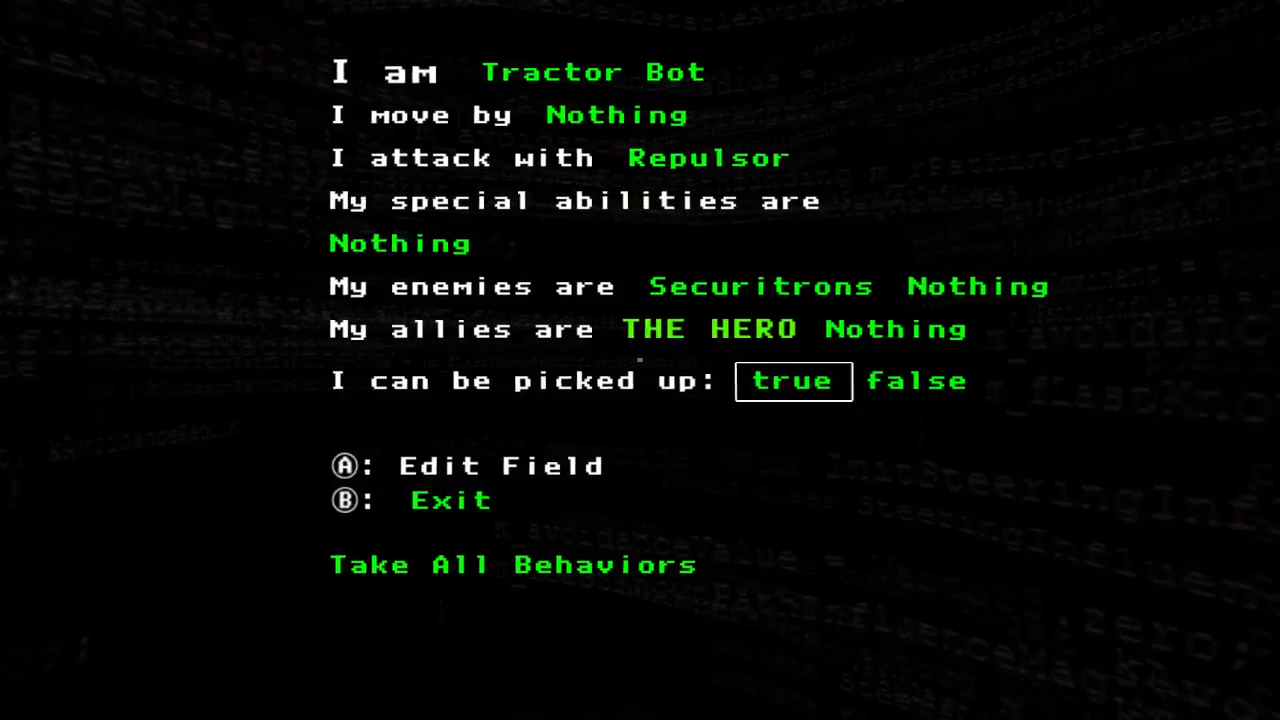 I am Tractor Bot
I move by Nothing
I attack with Repulsor
My special abilities are
Nothing
My enemies are Securitrons Nothing
My allies are THE HERO Nothing
I can be picked up: true false
Ⓐ: Edit Field
Ⓑ: Exit
Take All Behaviors